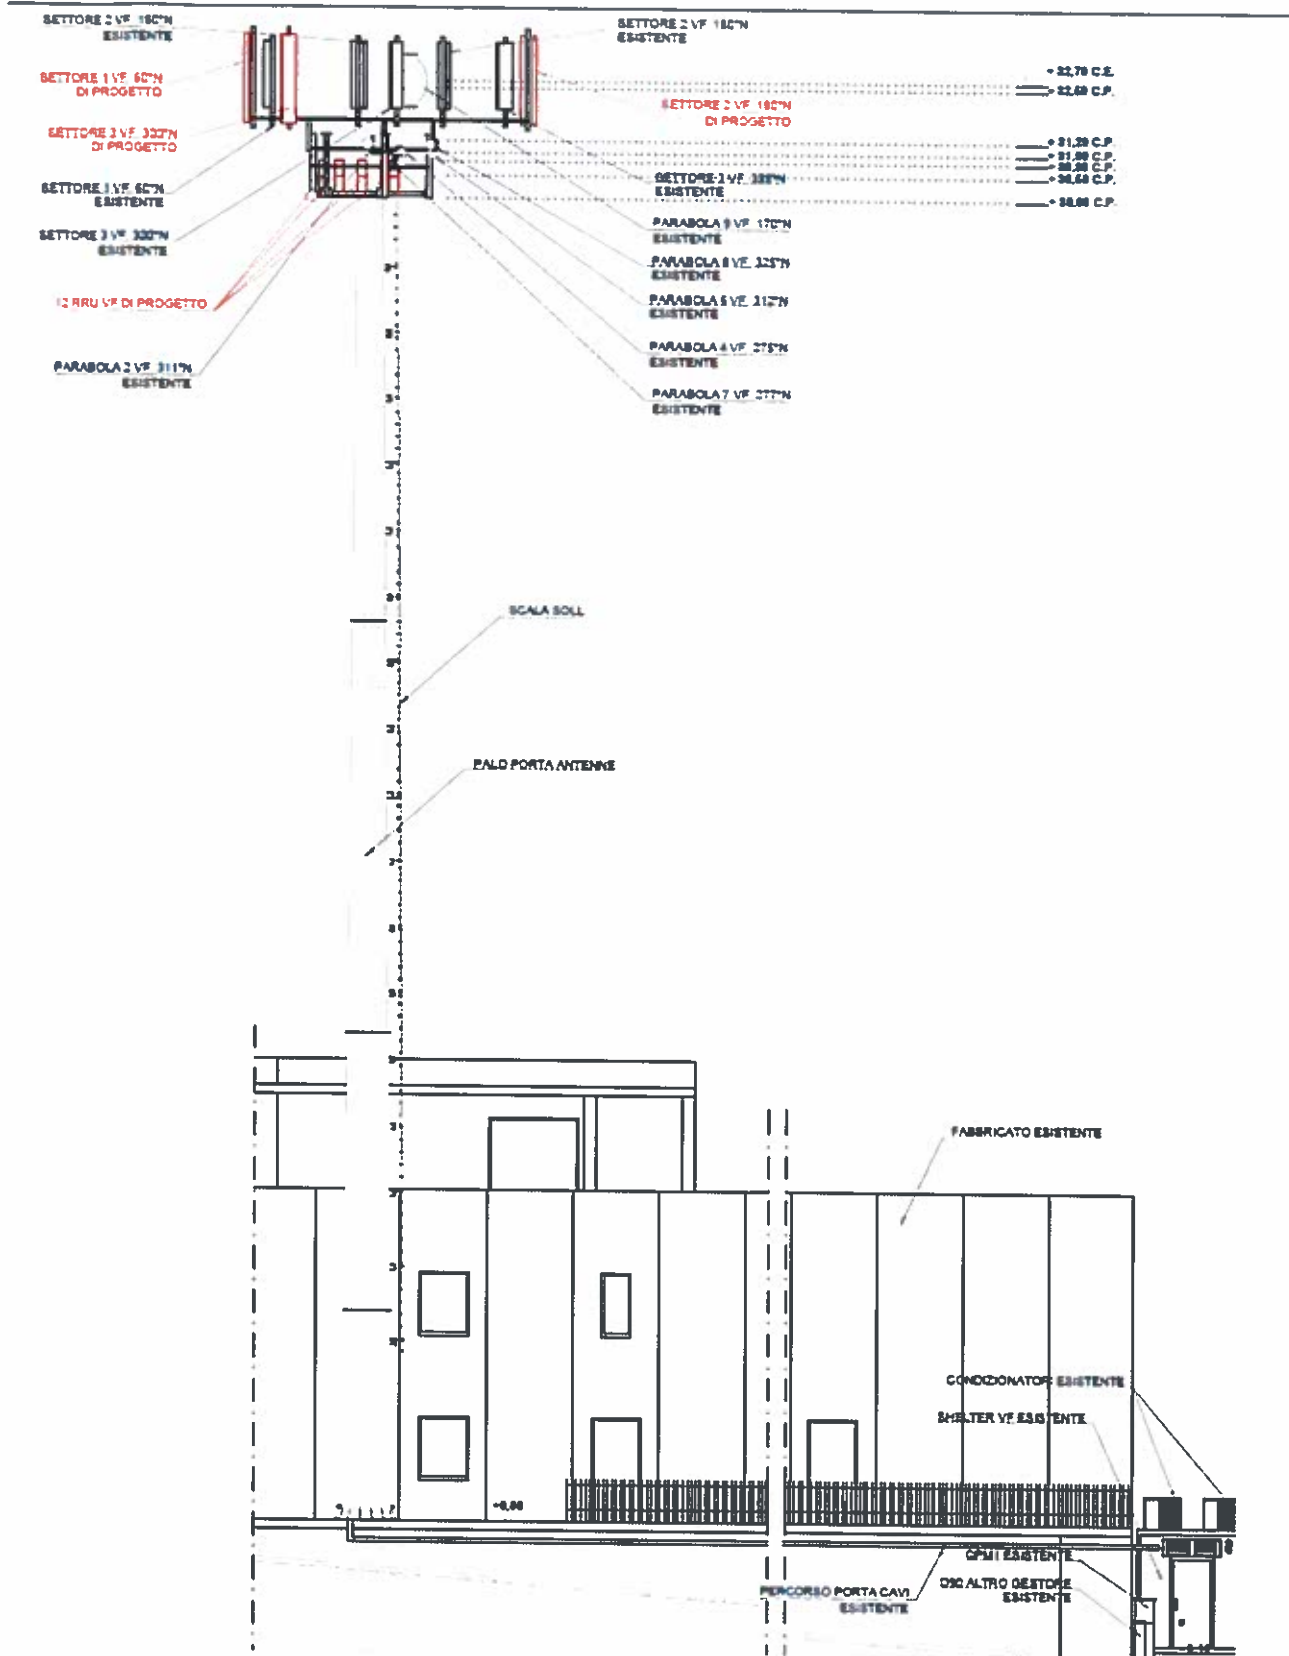 SETTORE 2 VF 180°N
ESISTENTE
SETTORE 2 VF 180°N
ESISTENTE
SETTORE 1 VF 60°N
DI PROGETTO
+ 32,70 C.E.
SETTORE 2 VF 180°N
DI PROGETTO
SETTORE 3 VF 330°N
DI PROGETTO
+ 31,20 C.P.
SETTORE 1 VF 60°N
ESISTENTE
SETTORE 3 VF
ESISTENTE
SETTORE 3 VF 330°N
ESISTENTE
PARABOLA 9 VF 170°N
ESISTENTE
PARABOLA 8 VF 325°N
ESISTENTE
12 RRU VF DI PROGETTO
PARABOLA 5 VF 312°N
ESISTENTE
PARABOLA 4 VF 275°N
ESISTENTE
PARABOLA 2 VF 311°N
ESISTENTE
PARABOLA 7 VF 277°N
ESISTENTE
SCALA SOLL
PALO PORTA ANTENNE
FABBRICATO ESISTENTE
CONDIZIONATORI ESISTENTE
SHELTER VF ESISTENTE
ESISTENTE
ALTRO GESTORE
ESISTENTE
PERCORSO PORTA CAVI
ESISTENTE